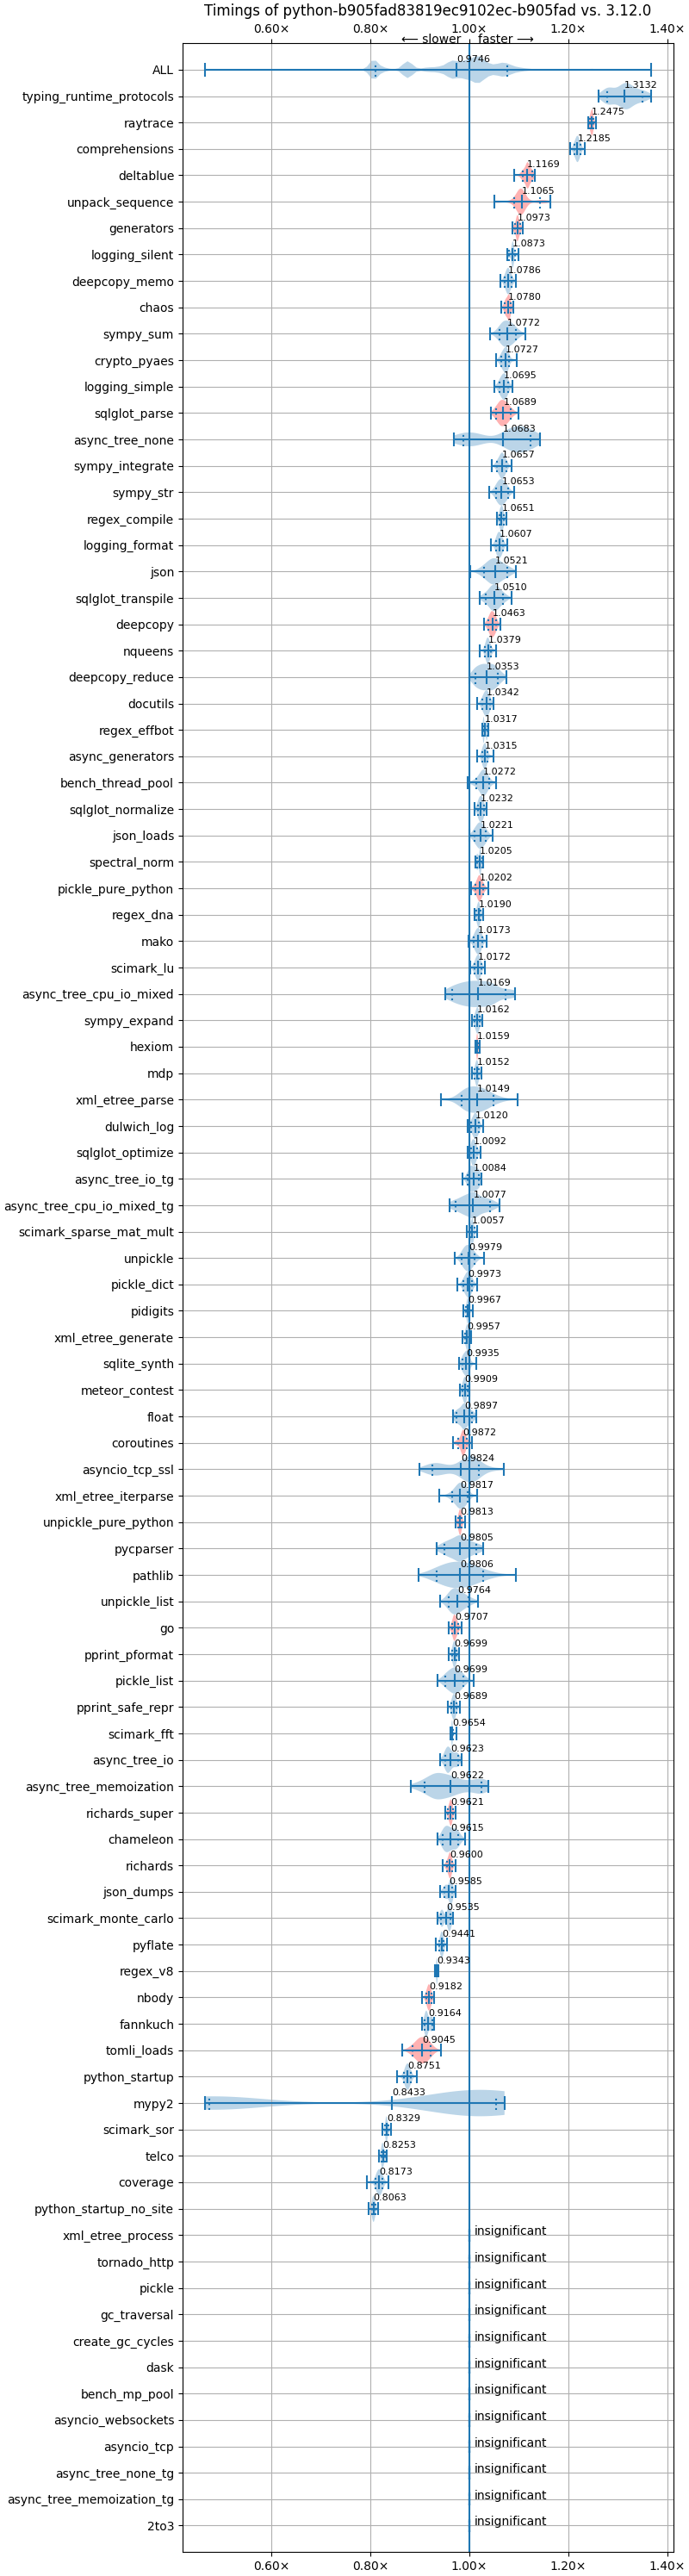 Timings of python-b905fad83819ec9102ec-b905fad vs. 3.12.0
0.60× 0.80× 1.00× 1.20× 1.40×
⟵ slower faster ⟶
ALL 0.9746
typing_runtime_protocols 1.3132
raytrace 1.2475
comprehensions 1.2185
deltablue 1.1169
unpack_sequence 1.1065
generators 1.0973
logging_silent 1.0873
deepcopy_memo 1.0786
chaos 1.0780
sympy_sum 1.0772
crypto_pyaes 1.0727
logging_simple 1.0695
sqlglot_parse 1.0689
async_tree_none 1.0683
sympy_integrate 1.0657
sympy_str 1.0653
regex_compile 1.0651
logging_format 1.0607
json 1.0521
sqlglot_transpile 1.0510
deepcopy 1.0463
nqueens 1.0379
deepcopy_reduce 1.0353
docutils 1.0342
regex_effbot 1.0317
async_generators 1.0315
bench_thread_pool 1.0272
sqlglot_normalize 1.0232
json_loads 1.0221
spectral_norm 1.0205
pickle_pure_python 1.0202
regex_dna 1.0190
mako 1.0173
scimark_lu 1.0172
async_tree_cpu_io_mixed 1.0169
sympy_expand 1.0162
hexiom 1.0159
mdp 1.0152
xml_etree_parse 1.0149
dulwich_log 1.0120
sqlglot_optimize 1.0092
async_tree_io_tg 1.0084
async_tree_cpu_io_mixed_tg 1.0077
scimark_sparse_mat_mult 1.0057
unpickle 0.9979
pickle_dict 0.9973
pidigits 0.9967
xml_etree_generate 0.9957
sqlite_synth 0.9935
meteor_contest 0.9909
float 0.9897
coroutines 0.9872
asyncio_tcp_ssl 0.9824
xml_etree_iterparse 0.9817
unpickle_pure_python 0.9813
pycparser 0.9805
pathlib 0.9806
unpickle_list 0.9764
go 0.9707
pprint_pformat 0.9699
pickle_list 0.9699
pprint_safe_repr 0.9689
scimark_fft 0.9654
async_tree_io 0.9623
async_tree_memoization 0.9622
richards_super 0.9621
chameleon 0.9615
richards 0.9600
json_dumps 0.9585
scimark_monte_carlo 0.9535
pyflate 0.9441
regex_v8 0.9343
nbody 0.9182
fannkuch 0.9164
tomli_loads 0.9045
python_startup 0.8751
mypy2 0.8433
scimark_sor 0.8329
telco 0.8253
coverage 0.8173
python_startup_no_site 0.8063
xml_etree_process insignificant
tornado_http insignificant
pickle insignificant
gc_traversal insignificant
create_gc_cycles insignificant
dask insignificant
bench_mp_pool insignificant
asyncio_websockets insignificant
asyncio_tcp insignificant
async_tree_none_tg insignificant
async_tree_memoization_tg insignificant
2to3 insignificant
0.60× 0.80× 1.00× 1.20× 1.40×